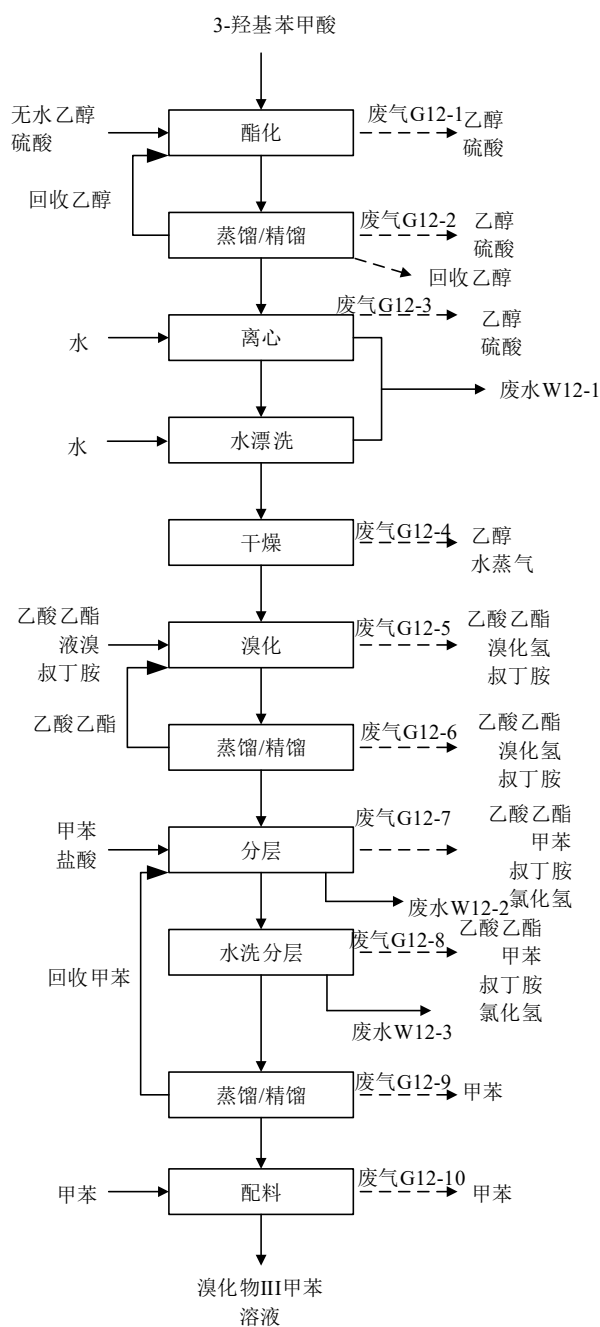 3-羟基苯甲酸
无水乙醇
硫酸
酯化
废气G12-1
乙醇
硫酸
回收乙醇
蒸馏/精馏
废气G12-2
乙醇
硫酸
回收乙醇
水
离心
废气G12-3
乙醇
硫酸
废水W12-1
水
水漂洗
干燥
废气G12-4
乙醇
水蒸气
乙酸乙酯
液溴
叔丁胺
溴化
废气G12-5
乙酸乙酯
溴化氢
叔丁胺
乙酸乙酯
蒸馏/精馏
废气G12-6
乙酸乙酯
溴化氢
叔丁胺
甲苯
盐酸
分层
废气G12-7
乙酸乙酯
甲苯
叔丁胺
氯化氢
废水W12-2
回收甲苯
水洗分层
废气G12-8
乙酸乙酯
甲苯
叔丁胺
氯化氢
废水W12-3
蒸馏/精馏
废气G12-9
甲苯
甲苯
配料
废气G12-10
甲苯
溴化物III甲苯
溶液